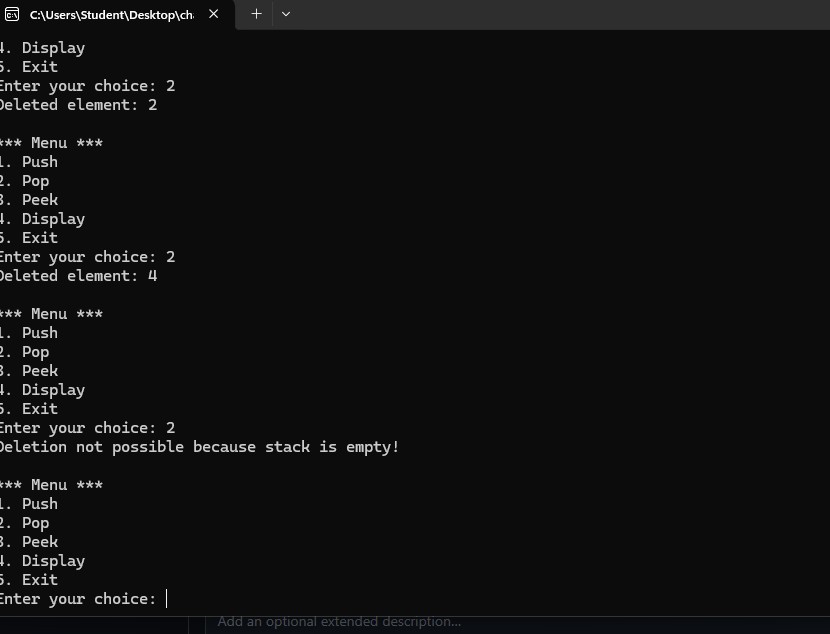 C:\Users\Student\Desktop\ch
4. Display
5. Exit
Enter your choice: 2
Deleted element: 2
*** Menu ***
1. Push
2. Pop
3. Peek
4. Display
5. Exit
Enter your choice: 2
Deleted element: 4
*** Menu ***
1. Push
2. Pop
3. Peek
4. Display
5. Exit
Enter your choice: 2
Deletion not possible because stack is empty!
*** Menu ***
1. Push
2. Pop
3. Peek
4. Display
5. Exit
Enter your choice:
Add an optional extended description...